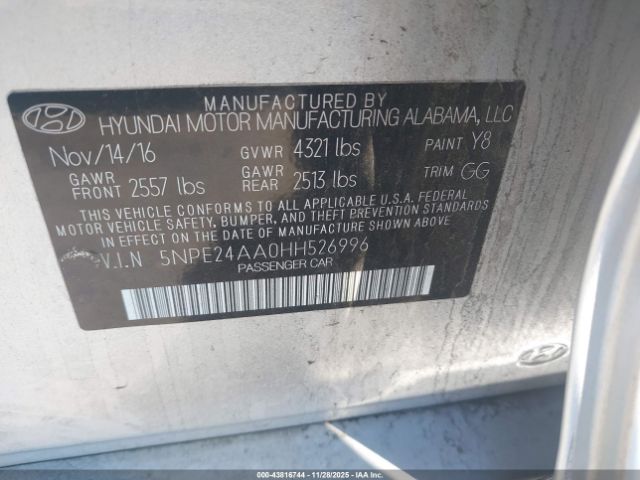 MANUFACTURED BY
HYUNDAI MOTOR MANUFACTURING ALABAMA, LLC
Nov/14/16 GVWR 4321 lbs PAINT Y8
GAWR FRONT 2557 lbs GAWR REAR 2513 lbs TRIM GG
THIS VEHICLE CONFORMS TO ALL APPLICABLE U.S.A. FEDERAL
MOTOR VEHICLE SAFETY, BUMPER, AND THEFT PREVENTION STANDARDS
IN EFFECT ON THE DATE OF MANUFACTURE SHOWN ABOVE.
V.I.N 5NPE24AA0HH526996
PASSENGER CAR
000-43816744 11/28/2025 IAAI.COM